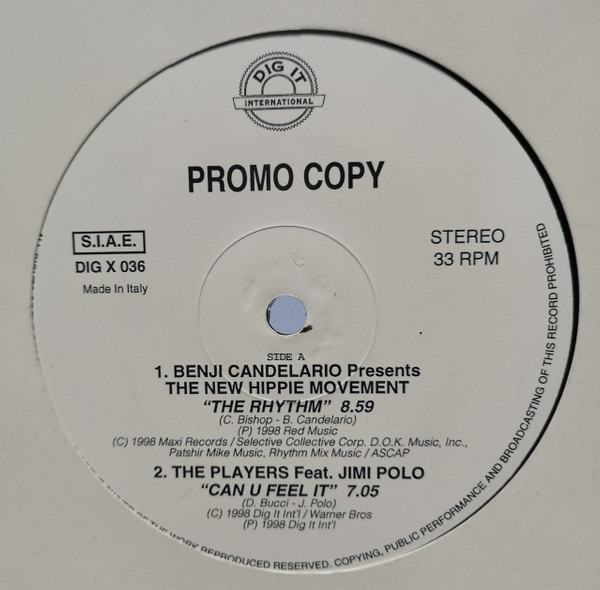 DIG IT
INTERNATIONAL
PROMO COPY
S.I.A.E.
DIG X 036
Made In Italy
STEREO
33 RPM
SIDE A
1. BENJI CANDELARIO Presents
THE NEW HIPPIE MOVEMENT
“THE RHYTHM” 8.59
(C. Bishop - B. Candelario)
(P) 1998 Red Music
(C) 1998 Maxi Records / Selective Collective Corp. D.O.K. Music, Inc.,
Patshir Mike Music, Rhythm Mix Music / ASCAP
2. THE PLAYERS Feat. JIMI POLO
“CAN U FEEL IT” 7.05
(D. Bucci - J. Polo)
(C) 1998 Dig It Int'l / Warner Bros
(P) 1998 Dig It Int'l
OF THE WORK REPRODUCED RESERVED. COPYING, PUBLIC PERFORMANCE AND BROADCASTING OF THIS RECORD PROHIBITED